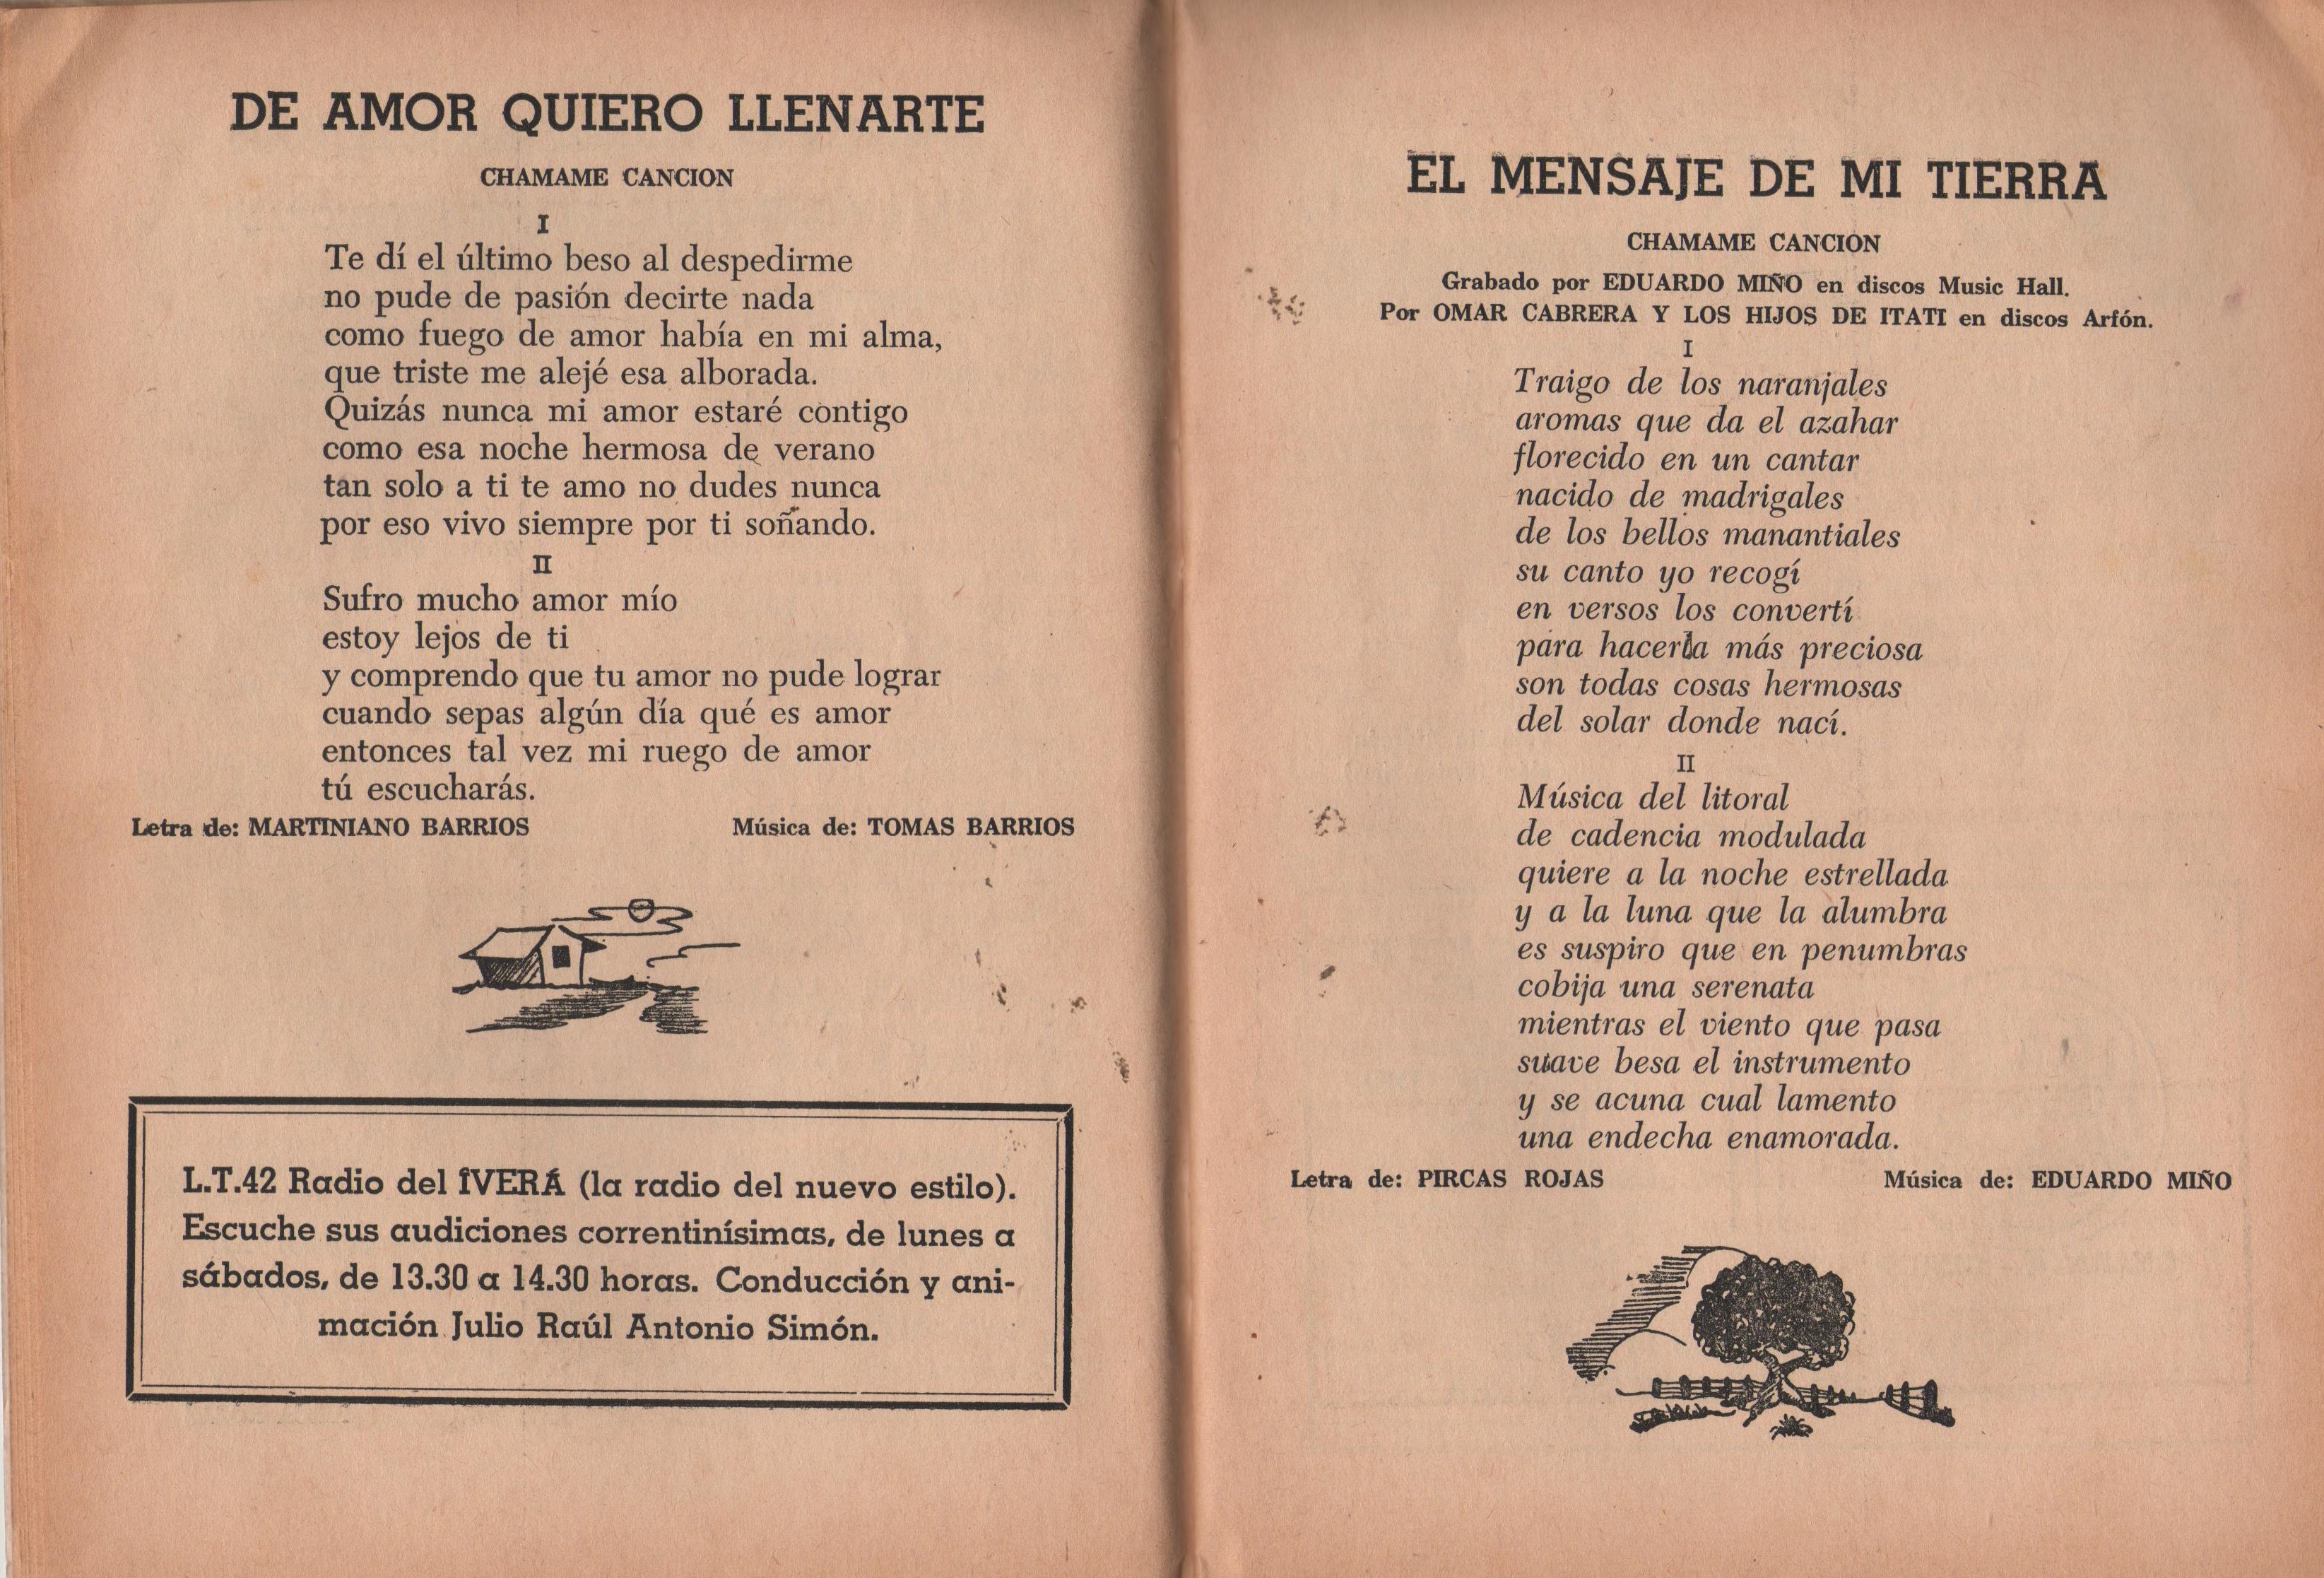 DE AMOR QUIERO LLENARTE
CHAMAME CANCION
I
Te dí el último beso al despedirme
no pude de pasión decirte nada
como fuego de amor había en mi alma,
que triste me alejé esa alborada.
Quizás nunca mi amor estaré contigo
como esa noche hermosa de verano
tan solo a ti te amo no dudes nunca
por eso vivo siempre por ti soñando.
II
Sufro mucho amor mío
estoy lejos de ti
y comprendo que tu amor no pude lograr
cuando sepas algún día qué es amor
entonces tal vez mi ruego de amor
tú escucharás.
Letra de: MARTINIANO BARRIOS Música de: TOMAS BARRIOS
L.T.42 Radio del ÎVERÁ (la radio del nuevo estilo).
Escuche sus audiciones correntinísimas, de lunes a
sábados, de 13.30 a 14.30 horas. Conducción y ani-
mación Julio Raúl Antonio Simón.
EL MENSAJE DE MI TIERRA
CHAMAME CANCION
Grabado por EDUARDO MIÑO en discos Music Hall.
Por OMAR CABRERA Y LOS HIJOS DE ITATI en discos Arfón.
I
Traigo de los naranjales
aromas que da el azahar
florecido en un cantar
nacido de madrigales
de los bellos manantiales
su canto yo recogí
en versos los convertí
para hacerla más preciosa
son todas cosas hermosas
del solar donde nací.
II
Música del litoral
de cadencia modulada
quiere a la noche estrellada
y a la luna que la alumbra
es suspiro que en penumbras
cobija una serenata
mientras el viento que pasa
suave besa el instrumento
y se acuna cual lamento
una endecha enamorada.
Letra de: PIRCAS ROJAS Música de: EDUARDO MIÑO